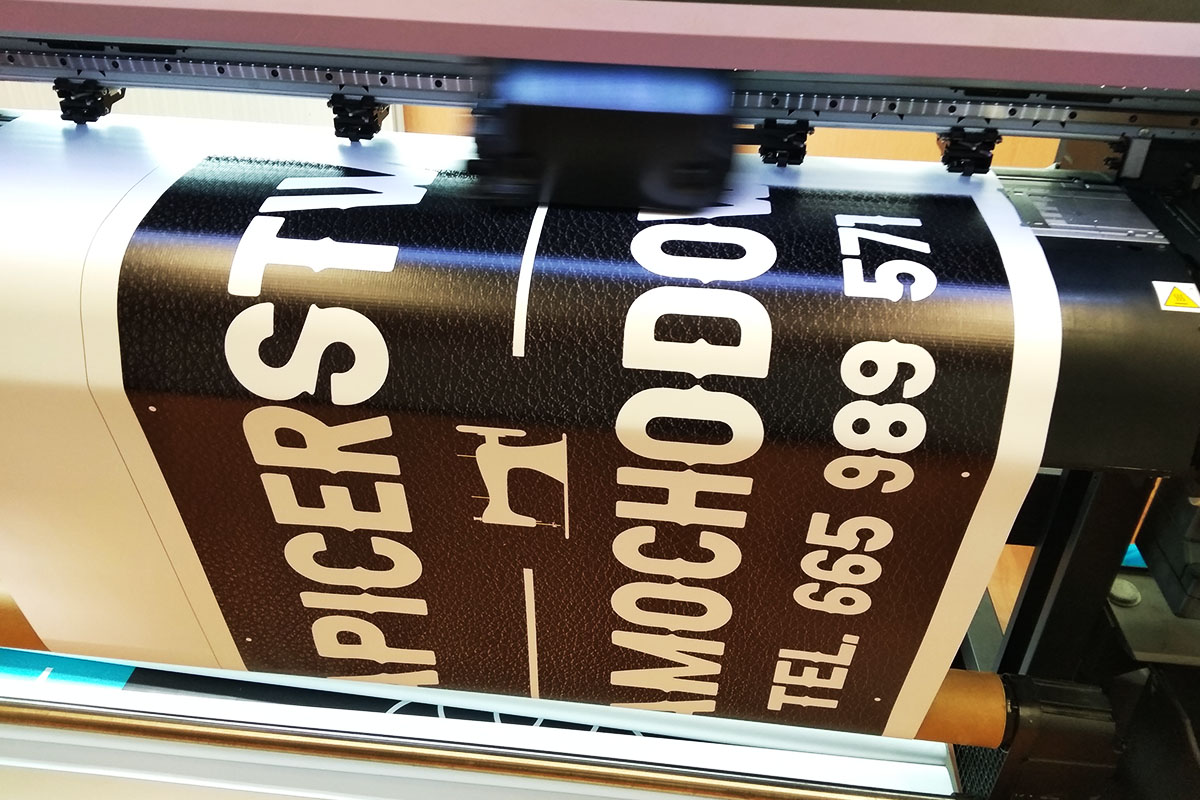 APICERSTW
AMOCHODOW
TEL. 665 989 571